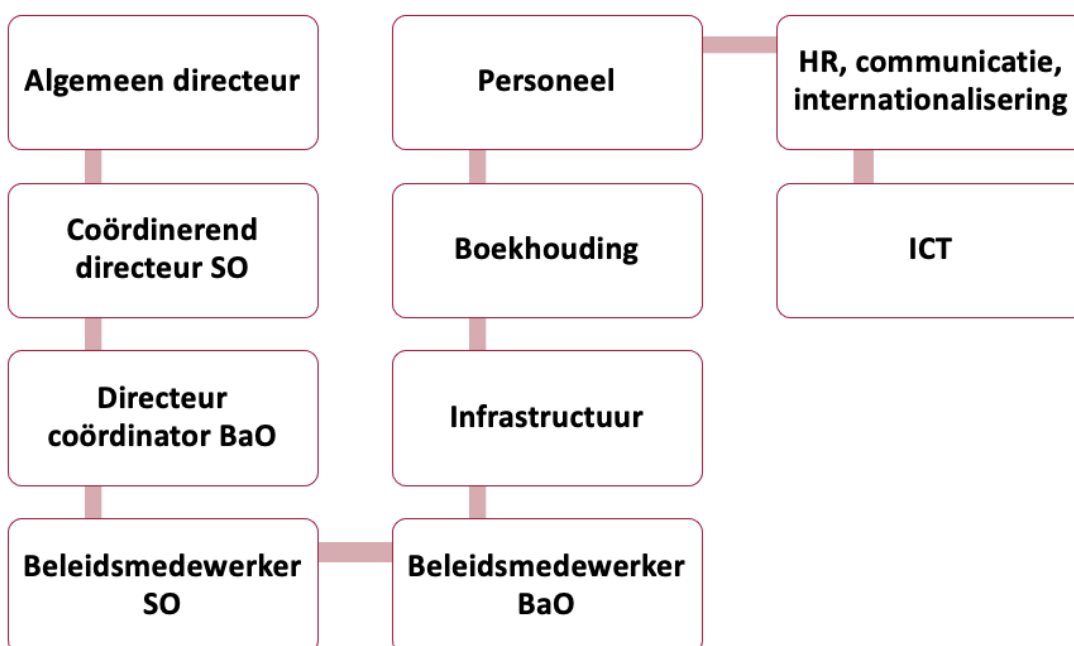 Algemeen directeur
Coördinerend
directeur SO
Directeur
coördinator BaO
Beleidsmedewerker
SO
Beleidsmedewerker
BaO
Infrastructuur
Boekhouding
Personeel
HR, communicatie,
internationalisering
ICT